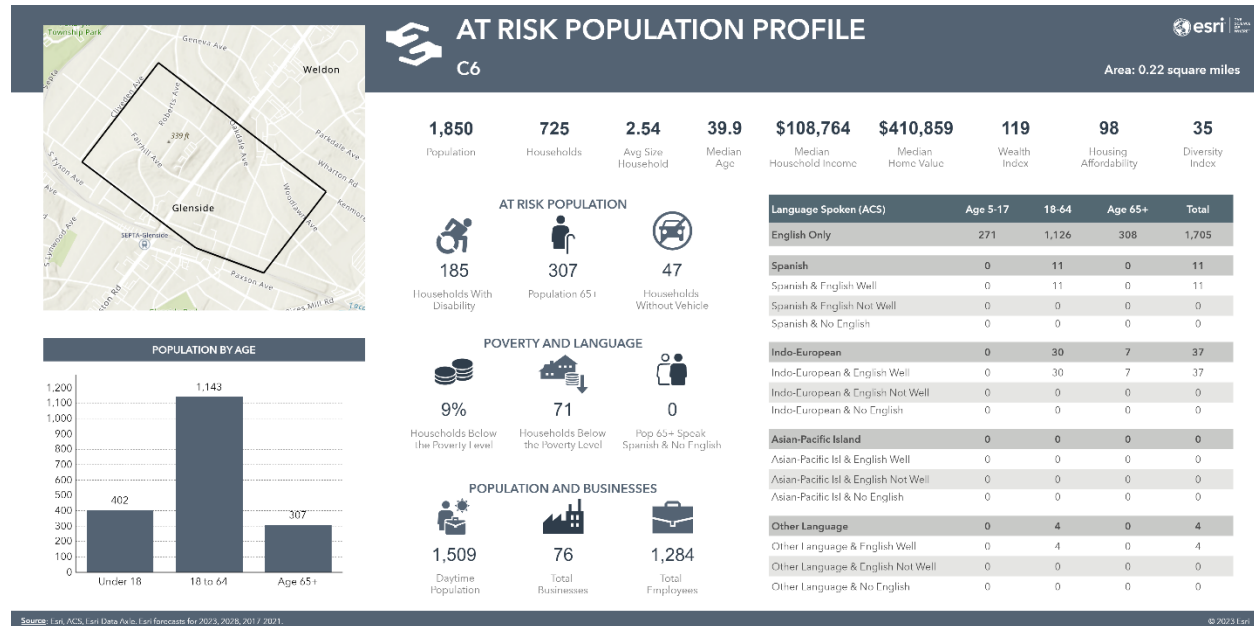 AT RISK POPULATION PROFILE
C6
esri
THE
SCIENCE
OF
WHERE
Area: 0.22 square miles
Township Park
Geneva Ave
Weldon
Cliveden Ave
Roberts Ave
Oakdale Ave
339 ft
Fairhill Ave
Parkdale Ave
Wharton Rd
S Tyson Ave
Kenmore
Woodlawn Ave
Glenside
SEPTA-Glenside
S Lynwood Ave
Parson Ave
POPULATION BY AGE
1,200
1,100
1,000
900
800
700
600
500
400
300
200
100
0
402
1,143
307
Under 18
18 to 64
Age 65+
1,850
Population
725
Households
2.54
Avg Size
Household
39.9
Median
Age
$108,764
Median
Household Income
$410,859
Median
Home Value
119
Wealth
Index
98
Housing
Affordability
35
Diversity
Index
AT RISK POPULATION
185
Households With
Disability
307
Population 65+
47
Households
Without Vehicle
POVERTY AND LANGUAGE
9%
Households Below
the Poverty Level
71
Households Below
the Poverty Level
0
Pop 65+ Speak
Spanish & No English
POPULATION AND BUSINESSES
1,509
Daytime
Population
76
Total
Businesses
1,284
Total
Employees
Language Spoken (ACS) Age 5-17 18-64 Age 65+ Total
English Only 271 1,126 308 1,705
Spanish 0 11 0 11
Spanish & English Well 0 11 0 11
Spanish & English Not Well 0 0 0 0
Spanish & No English 0 0 0 0
Indo-European 0 30 7 37
Indo-European & English Well 0 30 7 37
Indo-European & English Not Well 0 0 0 0
Indo-European & No English 0 0 0 0
Asian-Pacific Island 0 0 0 0
Asian-Pacific Isl & English Well 0 0 0 0
Asian-Pacific Isl & English Not Well 0 0 0 0
Asian-Pacific Isl & No English 0 0 0 0
Other Language 0 4 0 4
Other Language & English Well 0 4 0 4
Other Language & English Not Well 0 0 0 0
Other Language & No English 0 0 0 0
Source: Esri, ACS, Esri-Data Axle. Esri forecasts for 2023, 2028, 2017-2021.
© 2023 Esri